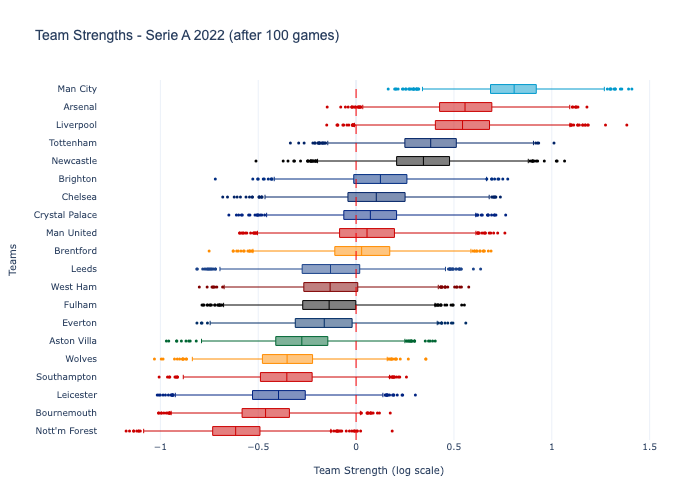 Team Strengths - Serie A 2022 (after 100 games)
Man City
Arsenal
Liverpool
Tottenham
Newcastle
Brighton
Chelsea
Crystal Palace
Man United
Brentford
Leeds
West Ham
Fulham
Everton
Aston Villa
Wolves
Southampton
Leicester
Bournemouth
Nott'm Forest
Teams
−1
−0.5
0
0.5
1
1.5
Team Strength (log scale)